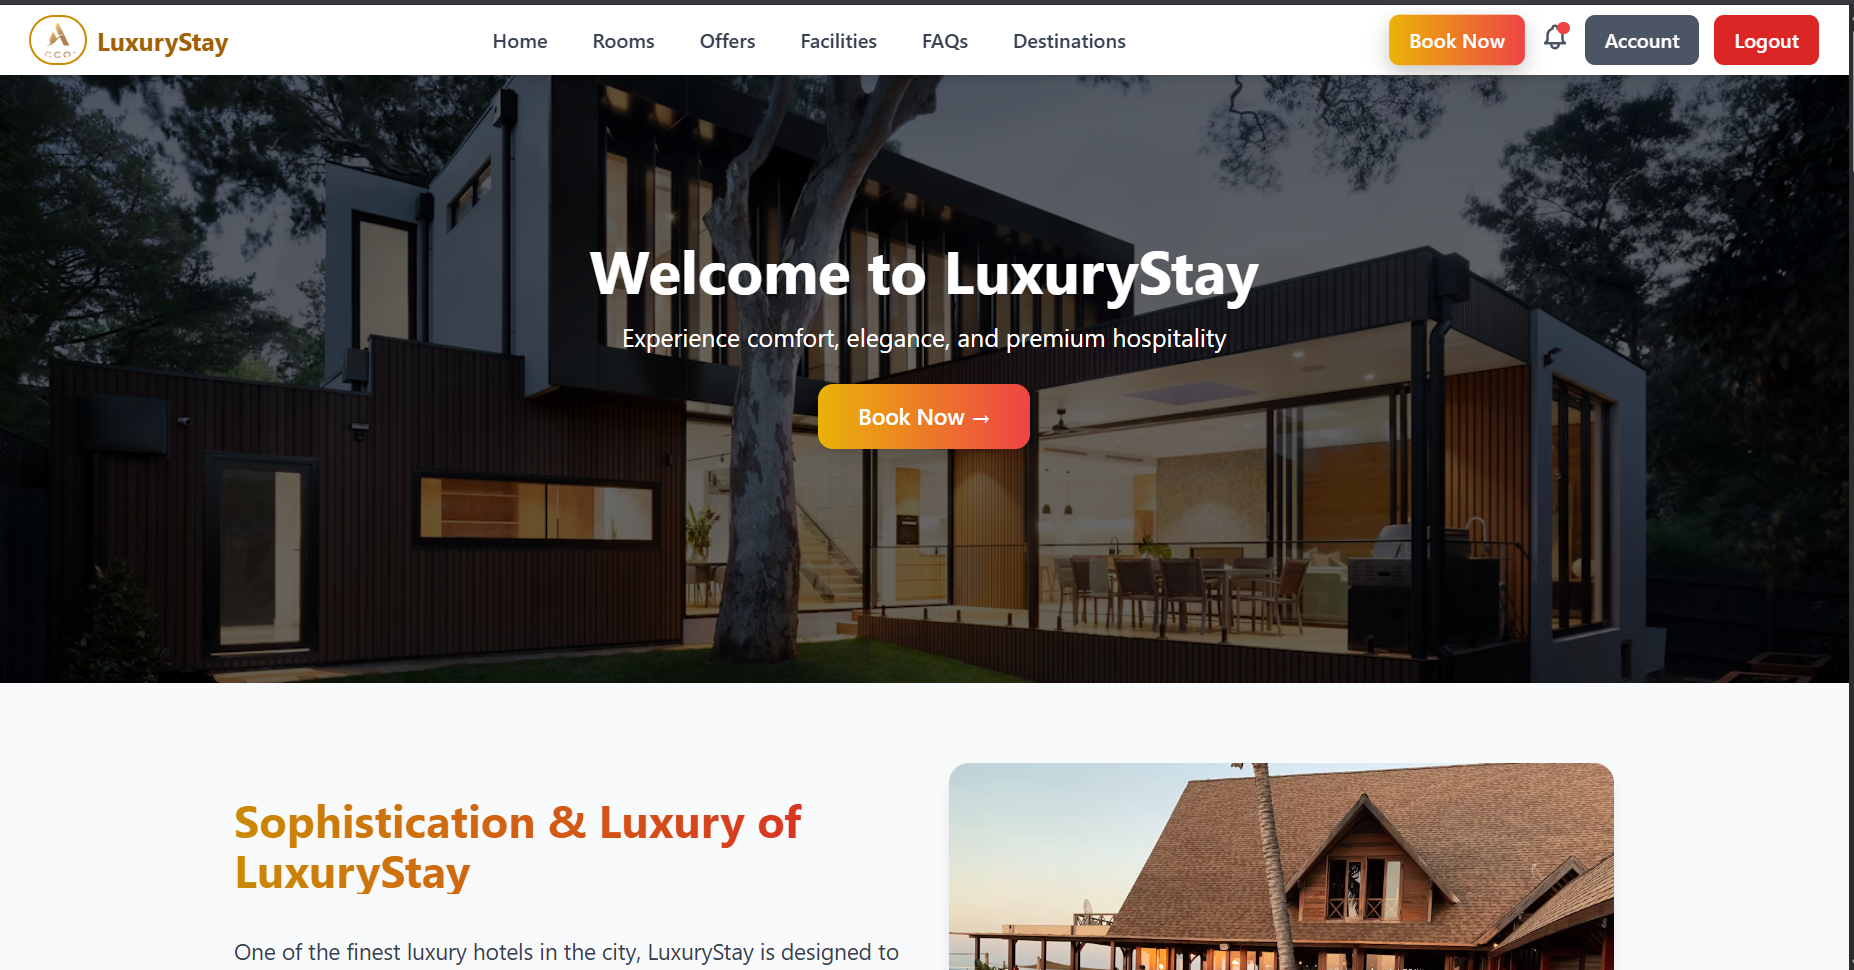 LuxuryStay
Home
Rooms
Offers
Facilities
FAQs
Destinations
Book Now
Account
Logout
Welcome to LuxuryStay
Experience comfort, elegance, and premium hospitality
Book Now →
Sophistication & Luxury of
LuxuryStay
One of the finest luxury hotels in the city, LuxuryStay is designed to